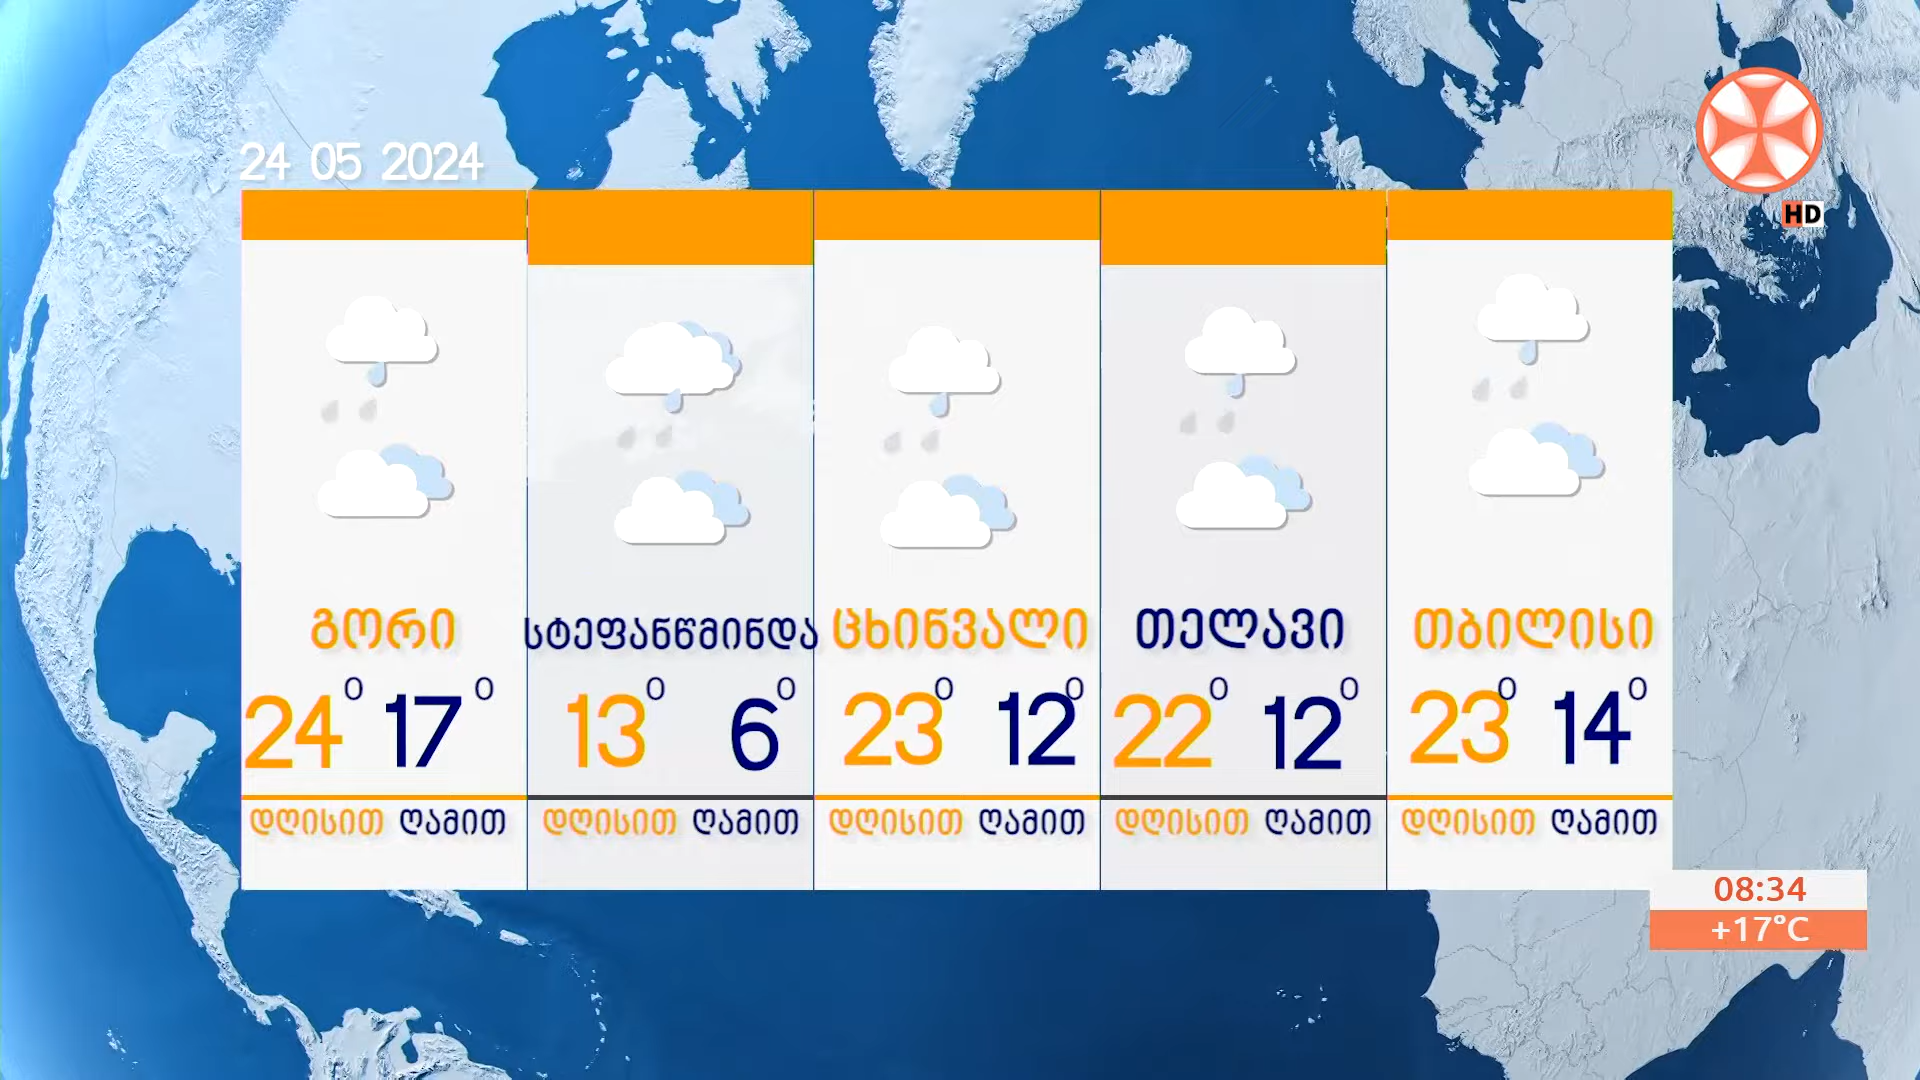 24 05 2024
HD
გორი
სტეფანწმინდა
ცხინვალი
თელავი
თბილისი
24° 17°
13° 6°
23° 12°
22° 12°
23° 14°
დღისით ღამით
დღისით ღამით
დღისით ღამით
დღისით ღამით
დღისით ღამით
08:34
+17°C